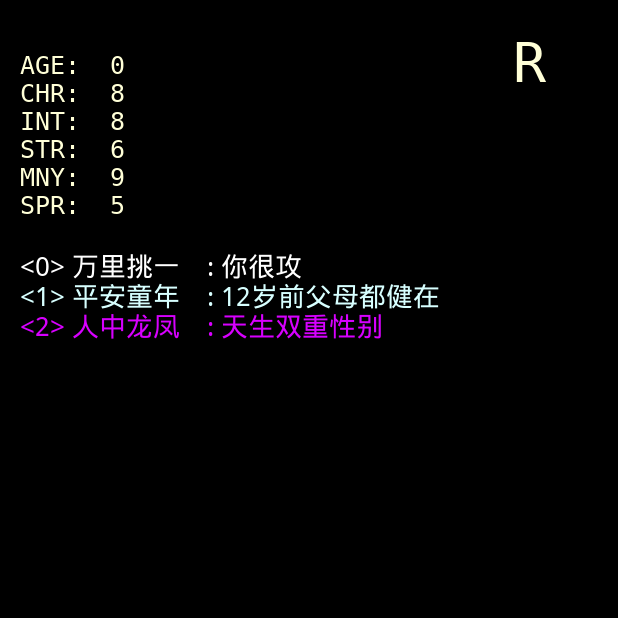 R
AGE: 0
CHR: 8
INT: 8
STR: 6
MNY: 9
SPR: 5
<0> 万里挑一 : 你很攻
<1> 平安童年 : 12岁前父母都健在
<2> 人中龙凤 : 天生双重性别